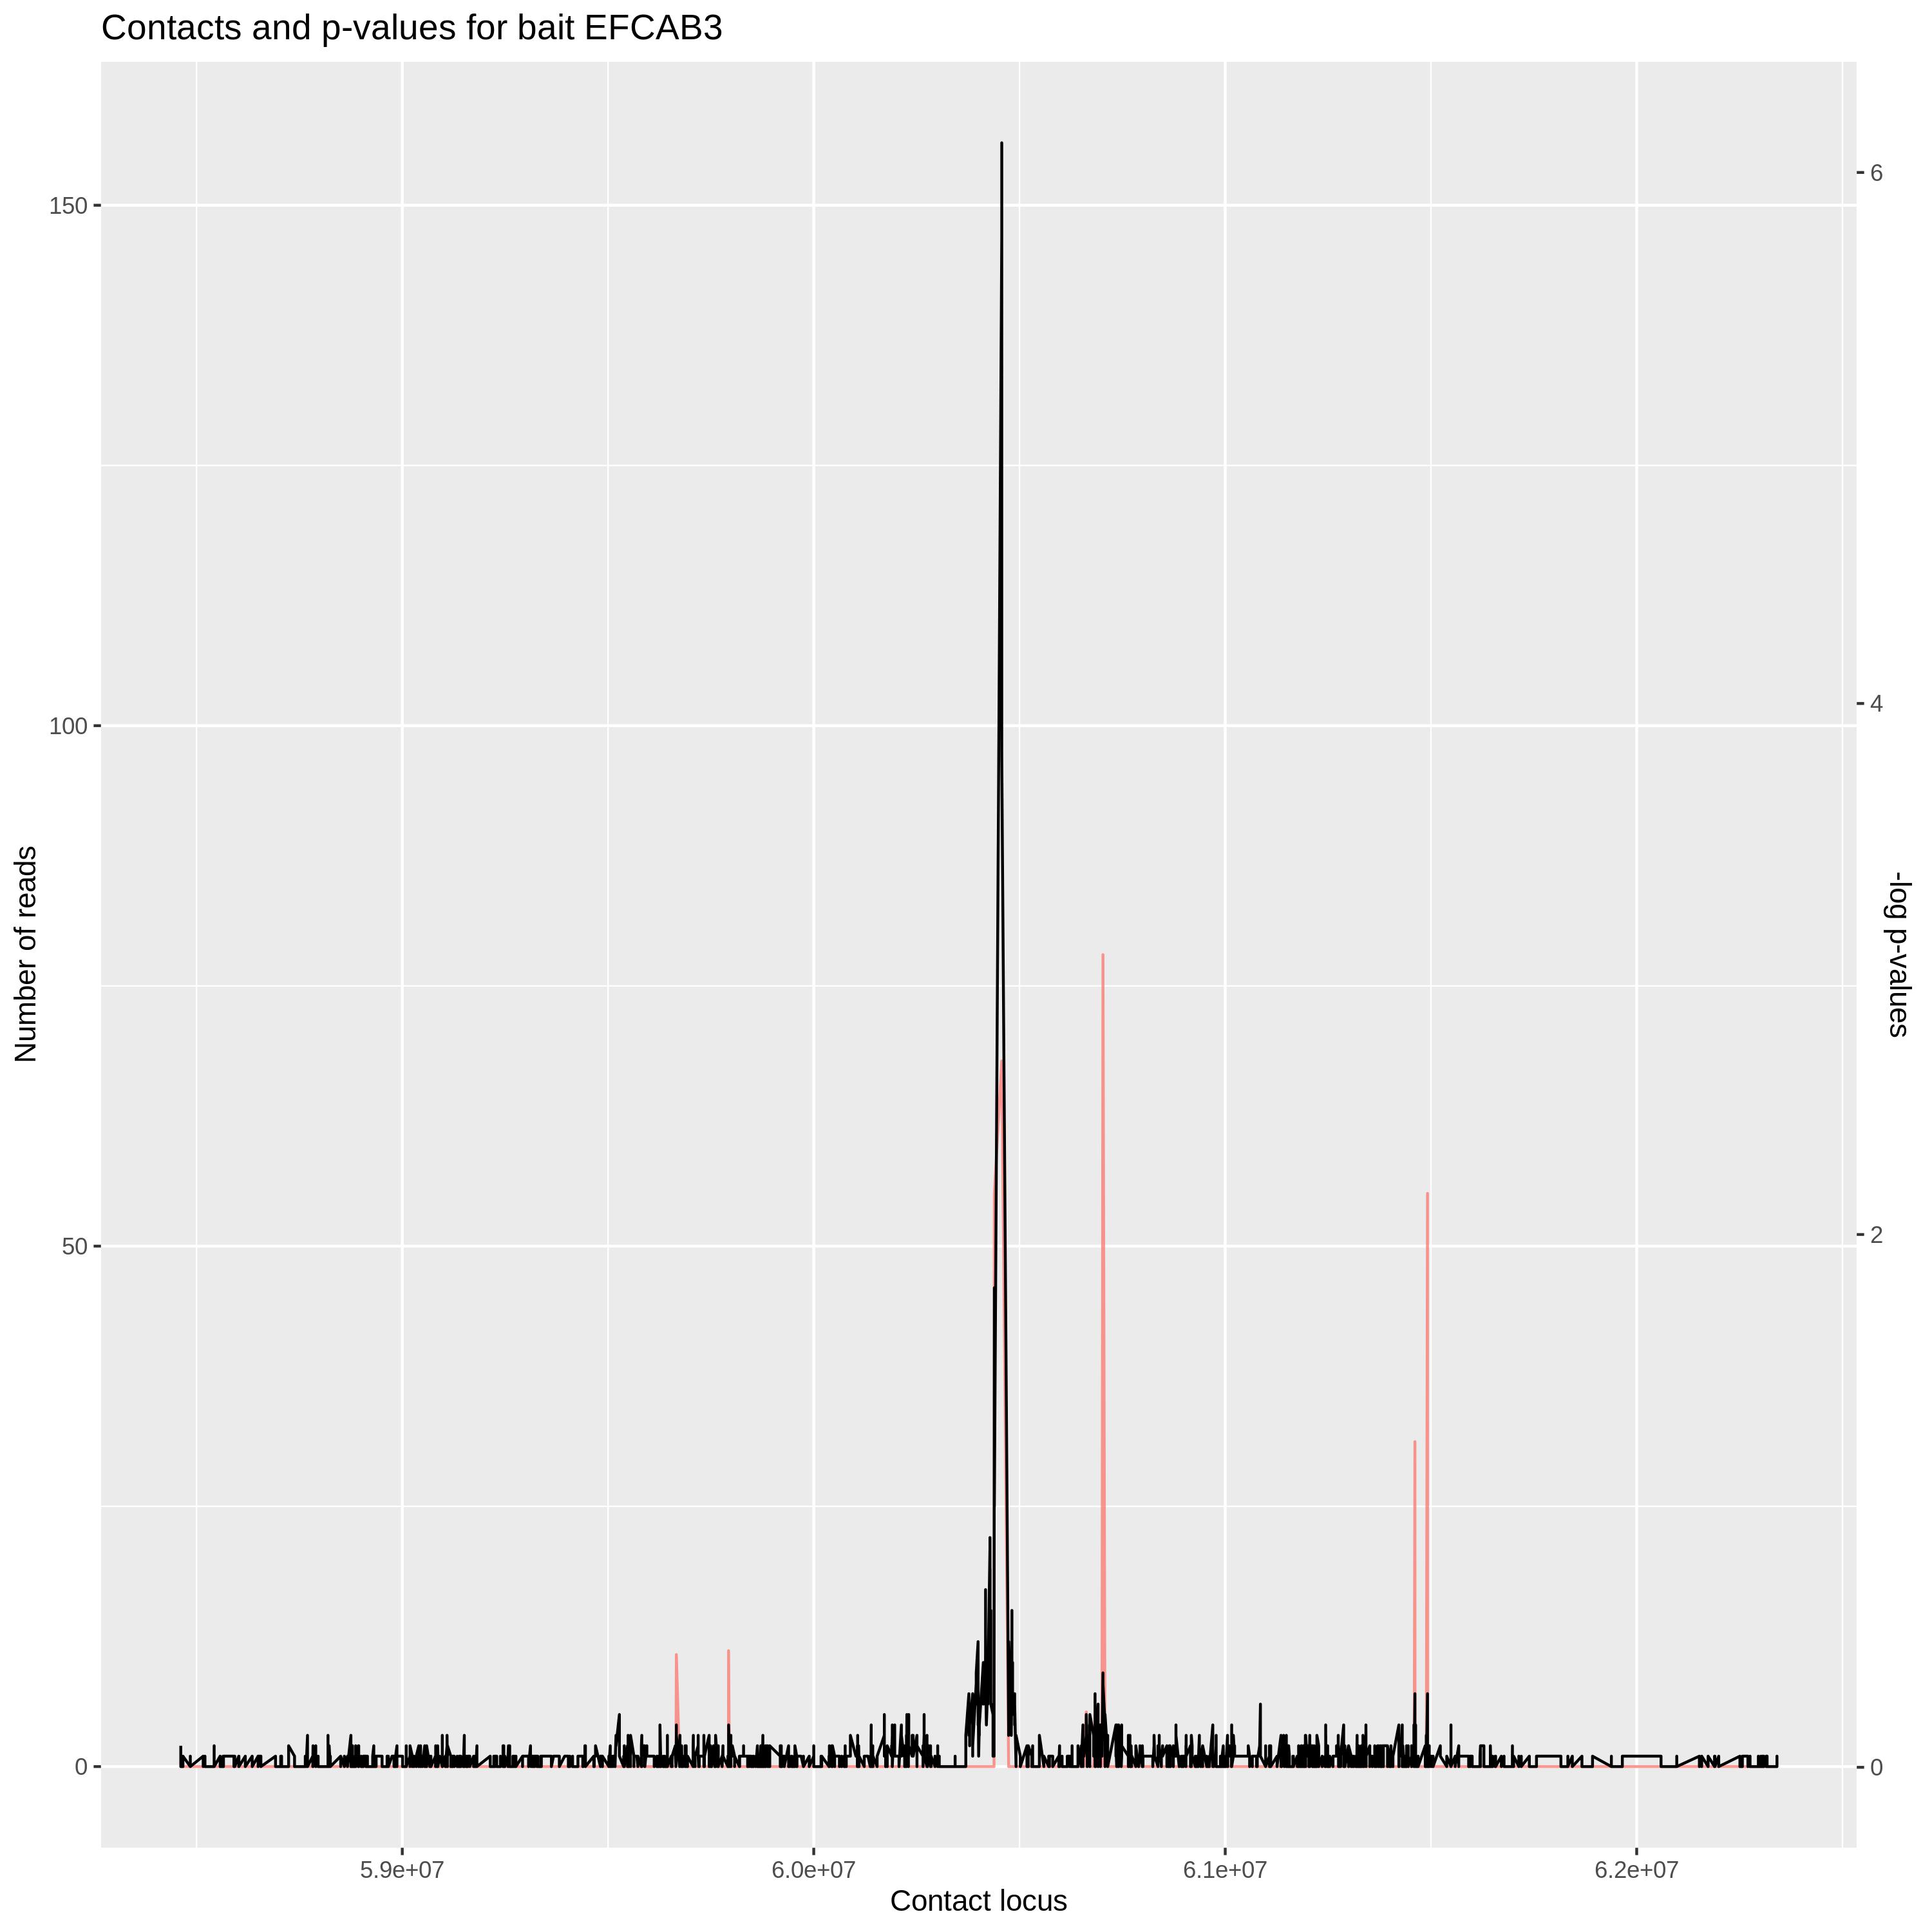 Contacts and p-values for bait EFCAB3
150
100
50
0
6
4
2
0
Number of reads
-log p-values
5.9e+07
6.0e+07
6.1e+07
6.2e+07
Contact locus